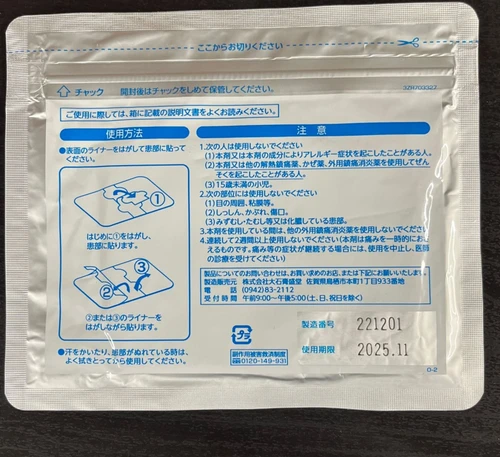 ここからお切りください
チャック 開封後はチャックをしめて保管してください。
ご使用に際しては、箱に記載の説明文書をよくお読みください。
使用方法
●表面のライナーをはがして患部に貼って
ください。
①
はじめに①をはがし、
患部に貼ります。
③
②
②または③のライナーを
はがしながら貼ります。
●汗をかいたり、患部がぬれている時は、
よく拭きとってから使用してください。
注意
1.次の人は使用しないでください
(1)本剤又は本剤の成分によりアレルギー症状を起こしたことがある人。
(2)本剤又は他の解熱鎮痛薬、かぜ薬、外用鎮痛消炎薬を使用してぜん
そくを起こしたことがある人。
(3)15歳未満の小児。
2.次の部位には使用しないでください
(1)目の周囲、粘膜等。
(2)しっしん、かぶれ、傷口。
(3)みずむし・たむし等又は化膿している患部。
3.本剤を使用している間は、他の外用鎮痛消炎薬を使用しないでください
4.連続して2週間以上使用しないでください(本剤は痛みを一時的にお
さえるものです。痛み等の症状が継続する場合には、使用を中止し、医師
の診療を受けてください)
製品についてのお問い合わせは、お買い求めのお店、または下記にお願いいたします。
製造販売元 株式会社大石膏盛堂 佐賀県鳥栖市本町1丁目933番地
電話 (0942)83-2112
受付時間 午前9:00〜午後5:00(土、日、祝日を除く)
プラ
副作用被害救済制度
0120-149-931
製造番号 221201
使用期限 2025.11